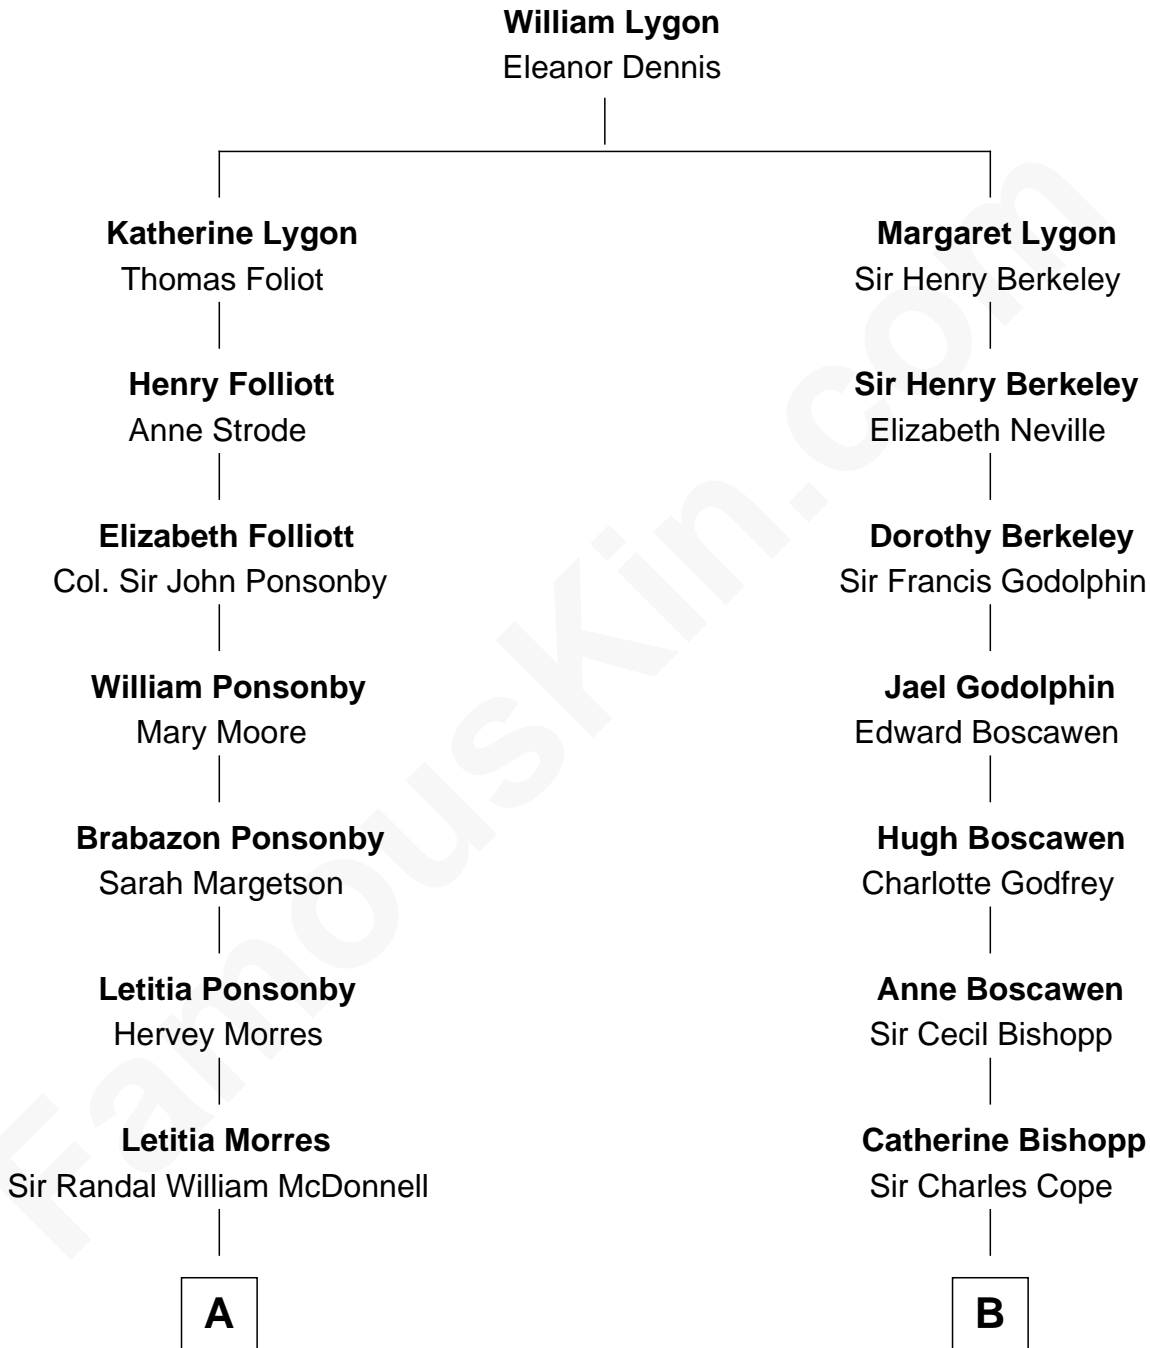 William Lygon
Eleanor Dennis
Katherine Lygon
Thomas Foliot
Margaret Lygon
Sir Henry Berkeley
Henry Folliott
Anne Strode
Sir Henry Berkeley
Elizabeth Neville
Elizabeth Folliott
Col. Sir John Ponsonby
Dorothy Berkeley
Sir Francis Godolphin
William Ponsonby
Mary Moore
Jael Godolphin
Edward Boscawen
Brabazon Ponsonby
Sarah Margetson
Hugh Boscawen
Charlotte Godfrey
Letitia Ponsonby
Hervey Morres
Anne Boscawen
Sir Cecil Bishopp
Letitia Morres
Sir Randal William McDonnell
Catherine Bishopp
Sir Charles Cope
A
B
FamousKin.com